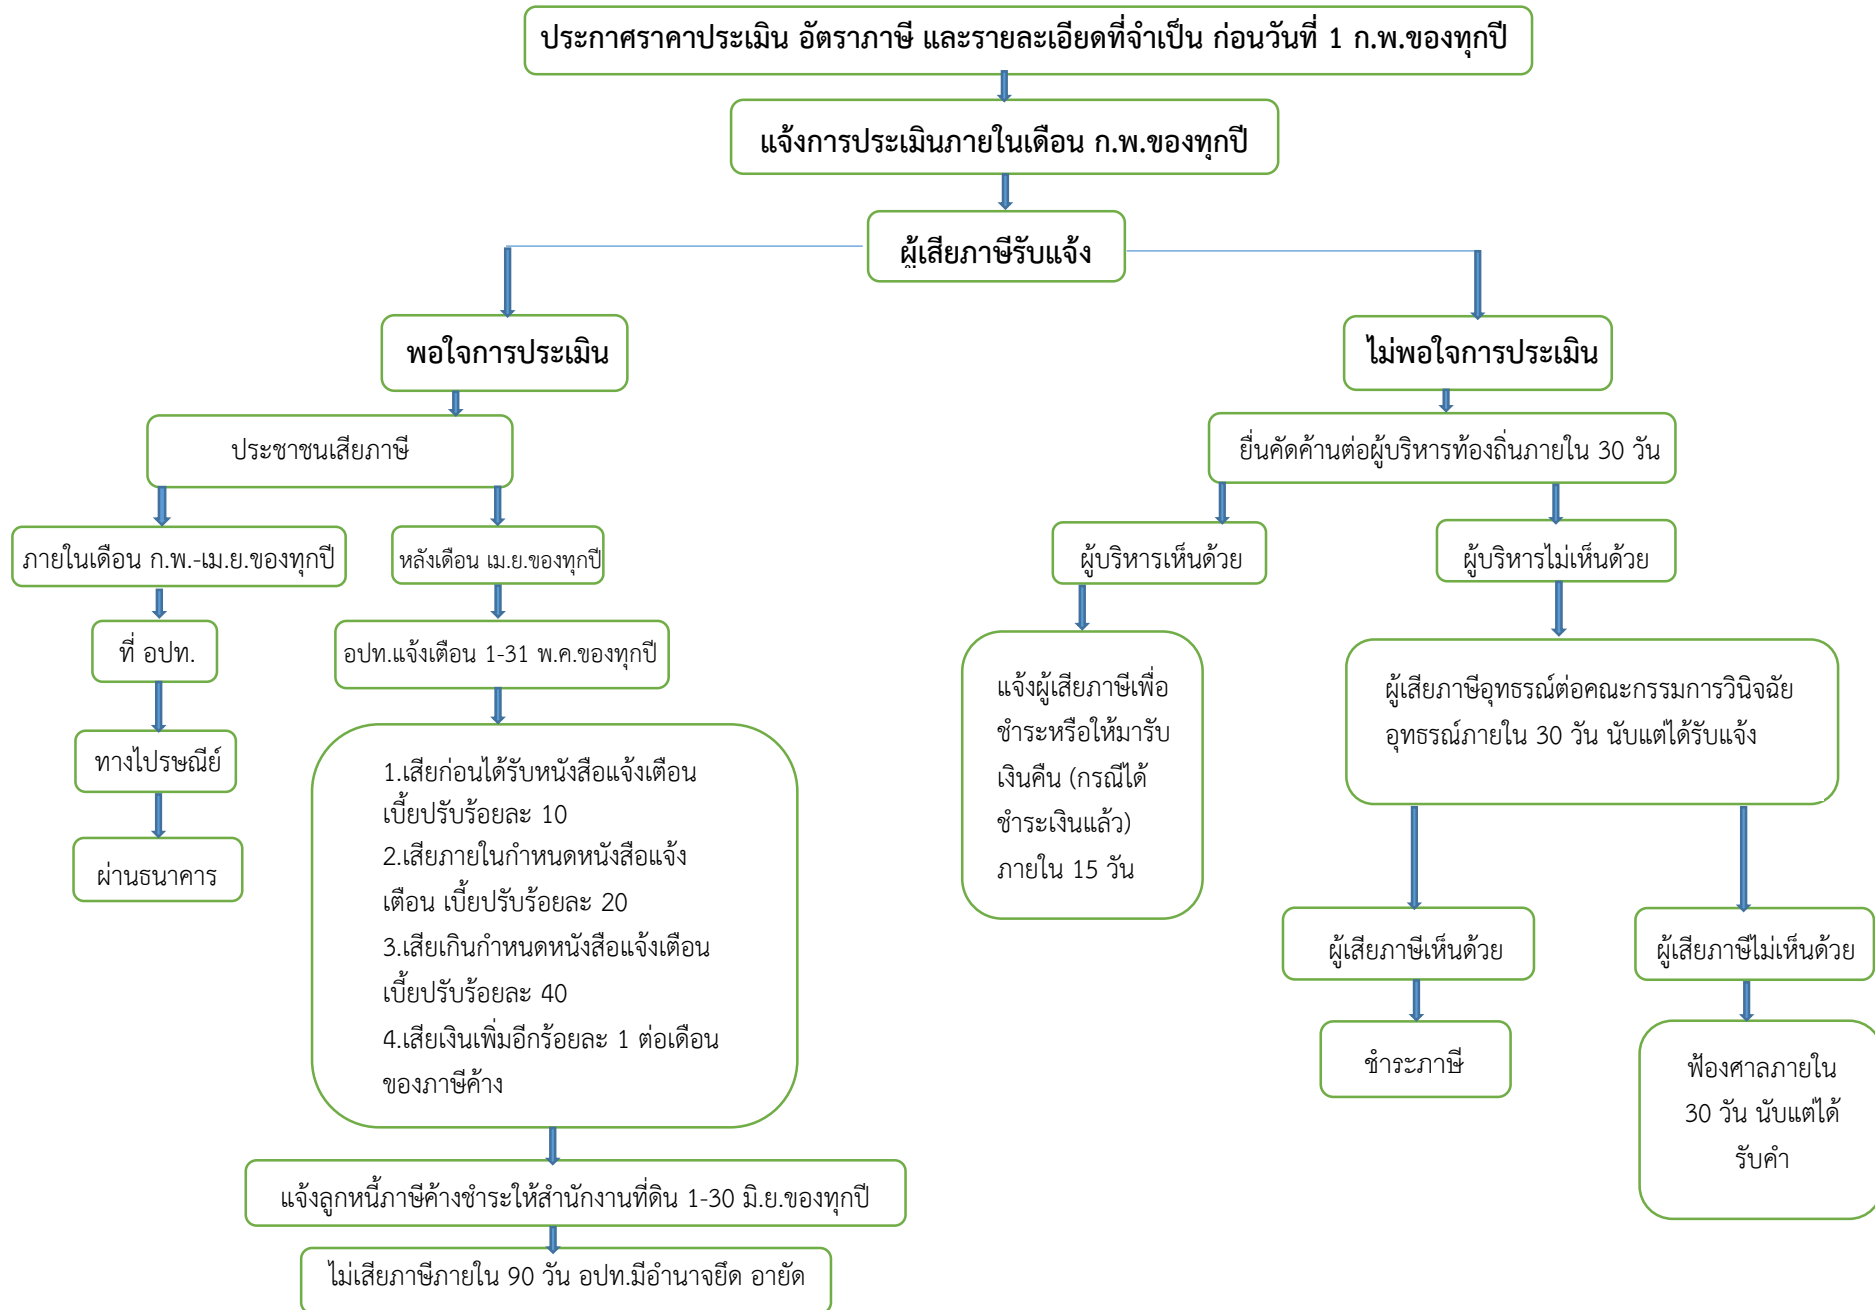 ประกาศราคาประเมิน อัตราภาษี และรายละเอียดที่จำเป็น ก่อนวันที่ 1 ก.พ.ของทุกปี
แจ้งการประเมินภายในเดือน ก.พ.ของทุกปี
ผู้เสียภาษีรับแจ้ง
พอใจการประเมิน
ประชาชนเสียภาษี
ภายในเดือน ก.พ.-เม.ย.ของทุกปี
ที่ อปท.
ทางไปรษณีย์
ผ่านธนาคาร
หลังเดือน เม.ย.ของทุกปี
อปท.แจ้งเตือน 1-31 พ.ค.ของทุกปี
1.เสียก่อนได้รับหนังสือแจ้งเตือน
เบี้ยปรับร้อยละ 10
2.เสียภายในกำหนดหนังสือแจ้ง
เตือน เบี้ยปรับร้อยละ 20
3.เสียเกินกำหนดหนังสือแจ้งเตือน
เบี้ยปรับร้อยละ 40
4.เสียเงินเพิ่มอีกร้อยละ 1 ต่อเดือน
ของภาษีค้าง
แจ้งลูกหนี้ภาษีค้างชำระให้สำนักงานที่ดิน 1-30 มิ.ย.ของทุกปี
ไม่เสียภาษีภายใน 90 วัน อปท.มีอำนาจยึด อายัด
ไม่พอใจการประเมิน
ยื่นคัดค้านต่อผู้บริหารท้องถิ่นภายใน 30 วัน
ผู้บริหารเห็นด้วย
แจ้งผู้เสียภาษีเพื่อ
ชำระหรือให้มารับ
เงินคืน (กรณีได้
ชำระเงินแล้ว)
ภายใน 15 วัน
ผู้บริหารไม่เห็นด้วย
ผู้เสียภาษีอุทธรณ์ต่อคณะกรรมการวินิจฉัย
อุทธรณ์ภายใน 30 วัน นับแต่ได้รับแจ้ง
ผู้เสียภาษีเห็นด้วย
ชำระภาษี
ผู้เสียภาษีไม่เห็นด้วย
ฟ้องศาลภายใน
30 วัน นับแต่ได้
รับคำ